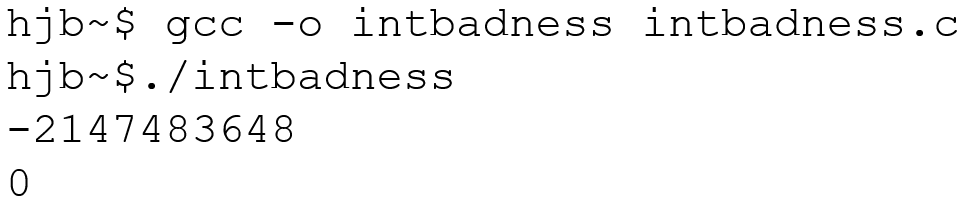 hjb~$ gcc -o intbadness intbadness.c
hjb~$./intbadness
-2147483648
0